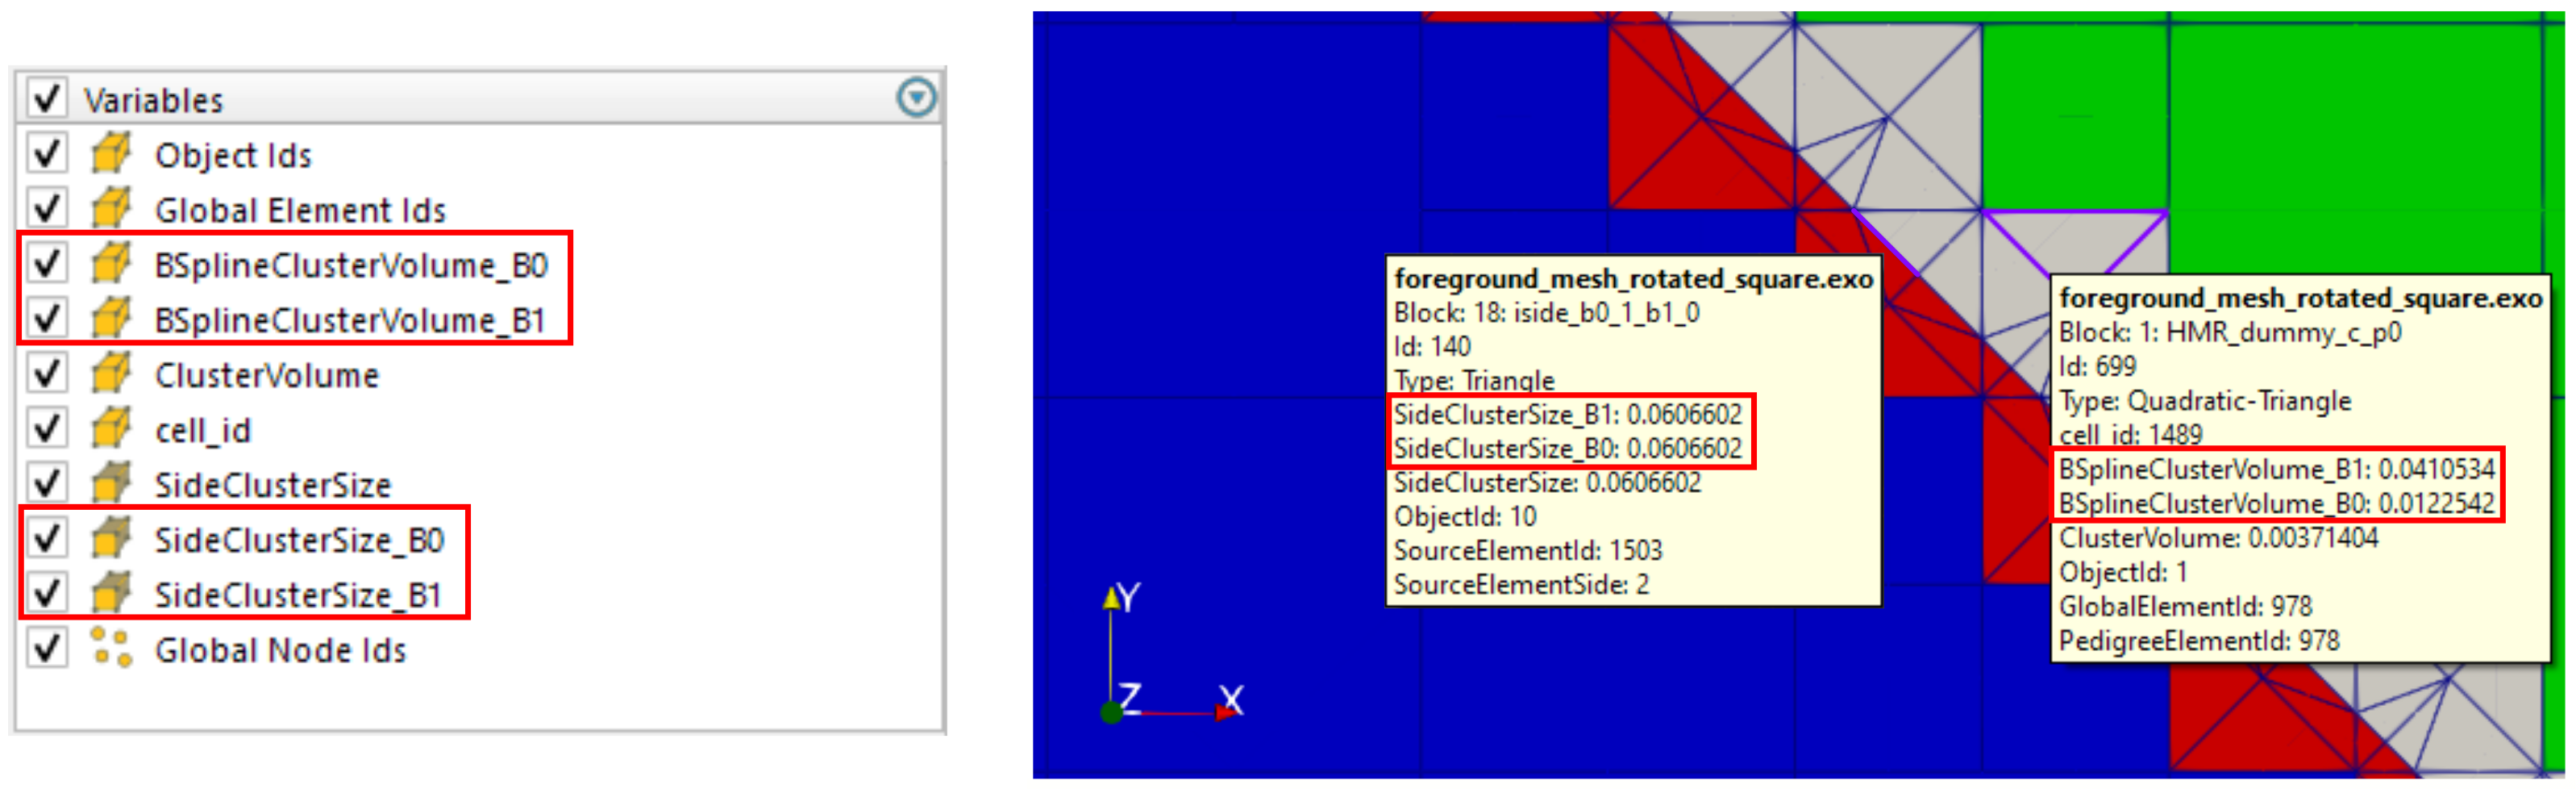 Variables
Object Ids
Global Element Ids
BSplineClusterVolume_B0
BSplineClusterVolume_B1
ClusterVolume
cell_id
SideClusterSize
SideClusterSize_B0
SideClusterSize_B1
Global Node Ids
foreground_mesh_rotated_square.exo
Block: 18: iside_b0_1_b1_0
Id: 140
Type: Triangle
SideClusterSize_B1: 0.0606602
SideClusterSize_B0: 0.0606602
SideClusterSize: 0.0606602
ObjectId: 10
SourceElementId: 1503
SourceElementSide: 2
foreground_mesh_rotated_square.exo
Block: 1: HMR_dummy_c_p0
Id: 699
Type: Quadratic-Triangle
cell_id: 1489
BSplineClusterVolume_B1: 0.0410534
BSplineClusterVolume_B0: 0.0122542
ClusterVolume: 0.00371404
ObjectId: 1
GlobalElementId: 978
PedigreeElementId: 978
Y
Z
X